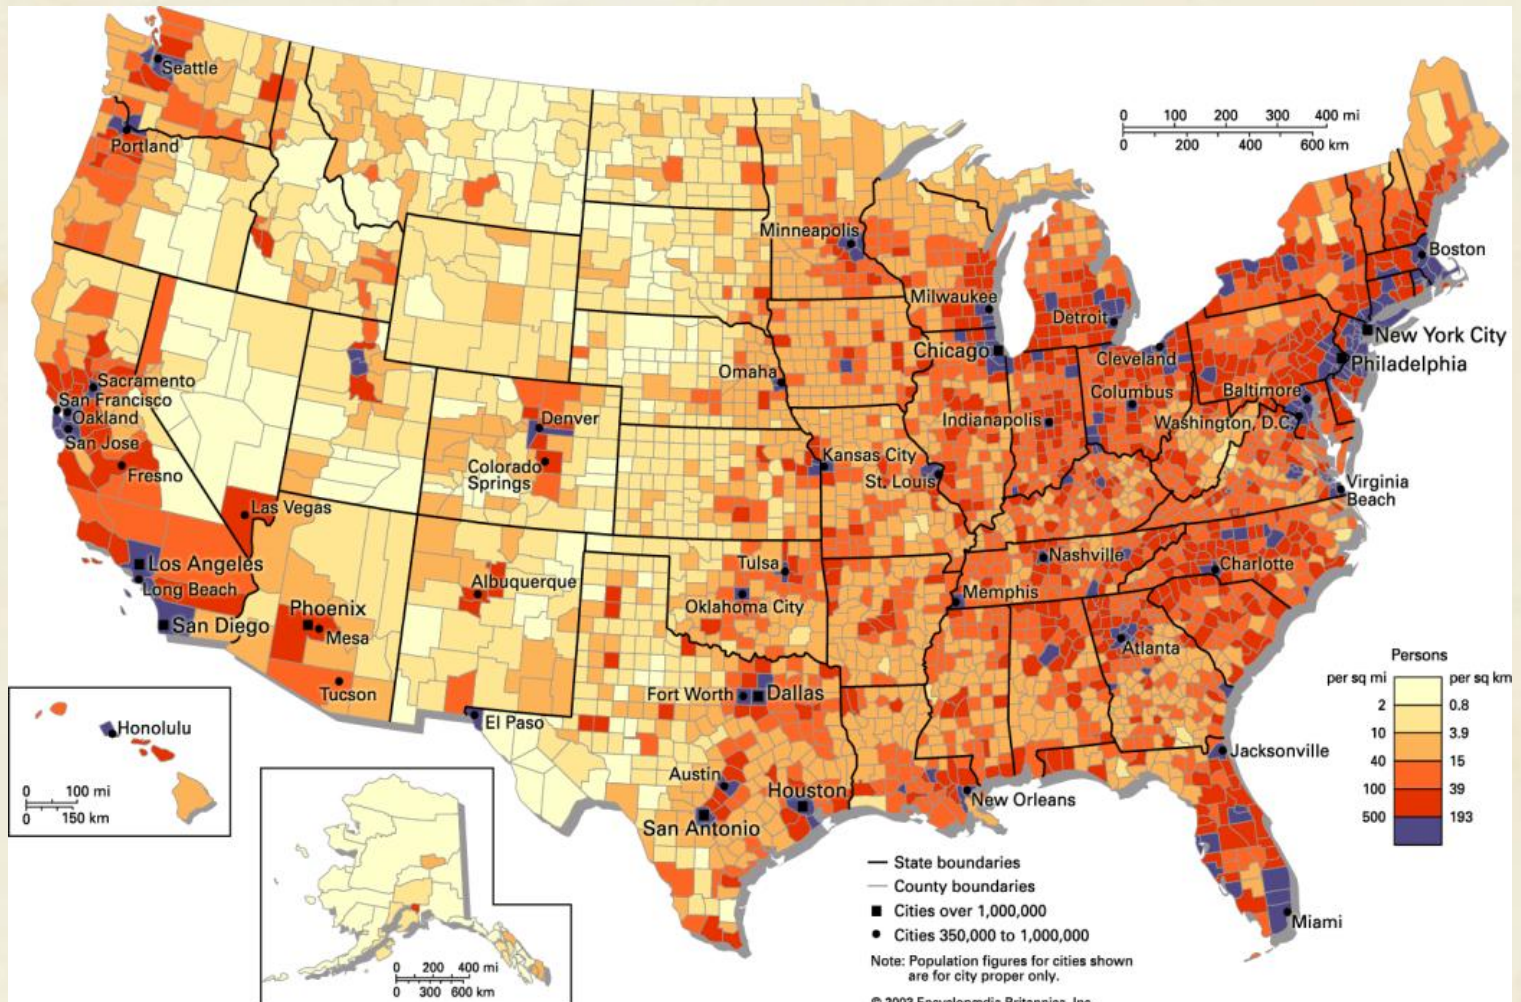 Seattle
Portland
Minneapolis
Milwaukee
Detroit
Chicago
Cleveland
Boston
New York City
Philadelphia
Omaha
Columbus
Baltimore
Indianapolis
Washington, D.C.
Sacramento
San Francisco
Oakland
San Jose
Fresno
Denver
Colorado
Springs
Kansas City
St. Louis
Virginia
Beach
Las Vegas
Los Angeles
Long Beach
San Diego
Phoenix
Mesa
Tucson
Albuquerque
El Paso
Tulsa
Oklahoma City
Nashville
Memphis
Charlotte
Atlanta
Fort Worth
Dallas
Austin
Houston
San Antonio
New Orleans
Jacksonville
Miami
Honolulu
0 100 200 300 400 mi
0 200 400 600 km
0 100 mi
0 150 km
0 200 400 mi
0 300 600 km
Persons
per sq mi per sq km
2 0.8
10 3.9
40 15
100 39
500 193
State boundaries
County boundaries
Cities over 1,000,000
Cities 350,000 to 1,000,000
Note: Population figures for cities shown
are for city proper only.